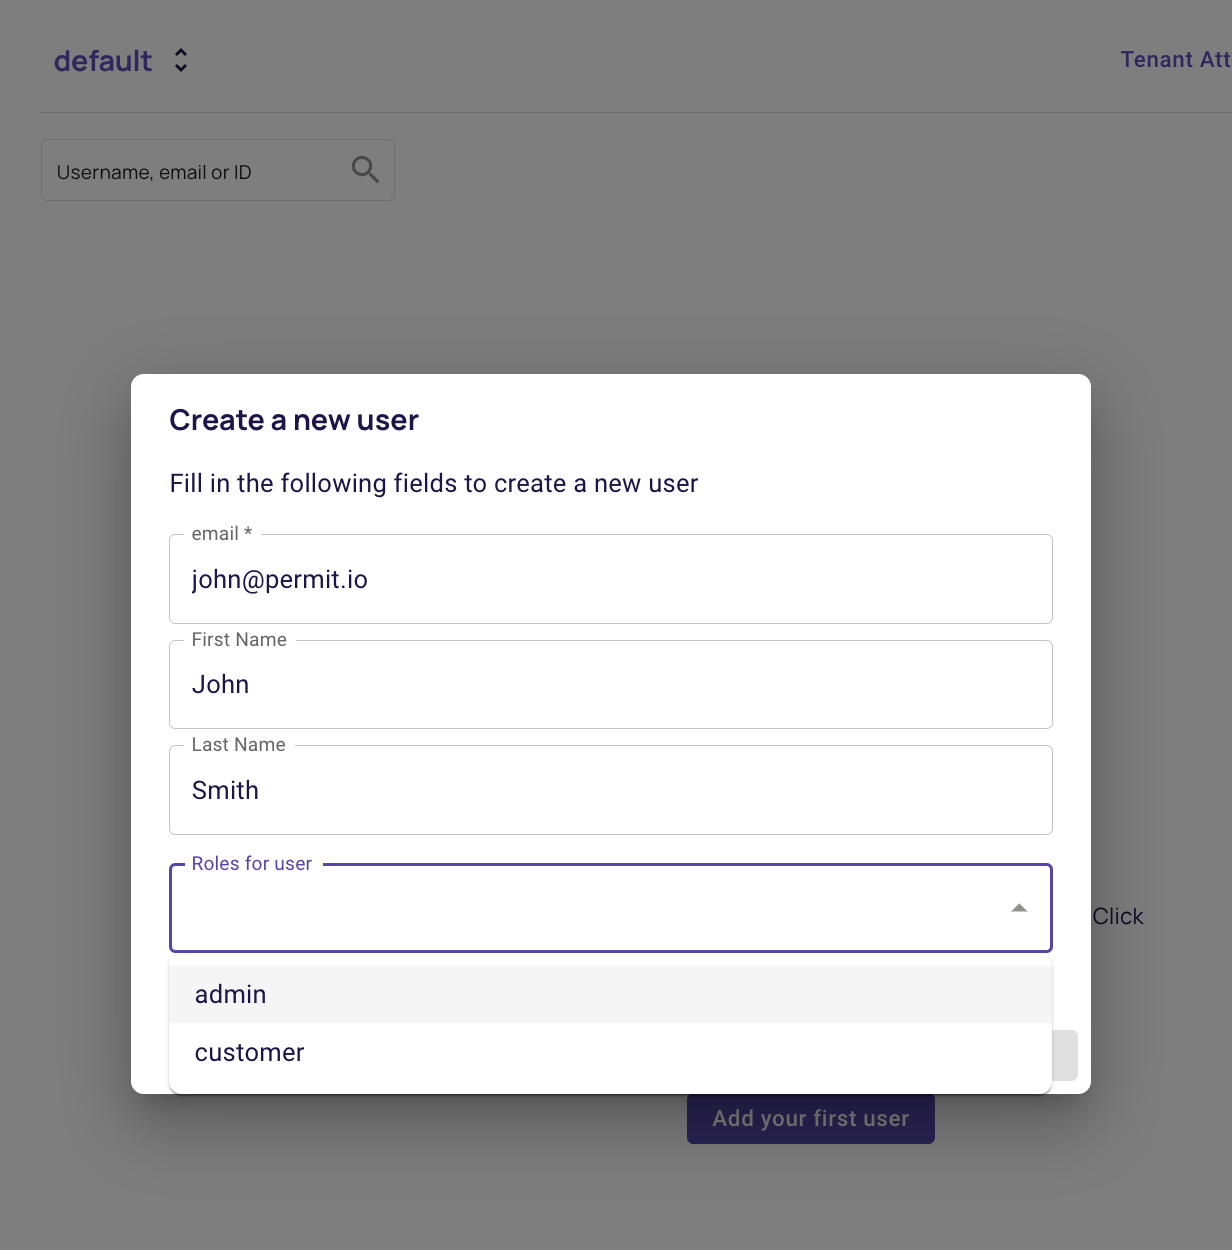 default
Tenant Att
Username, email or ID
Create a new user
Fill in the following fields to create a new user
email *
john@permit.io
First Name
John
Last Name
Smith
Roles for user
Click
admin
customer
Add your first user